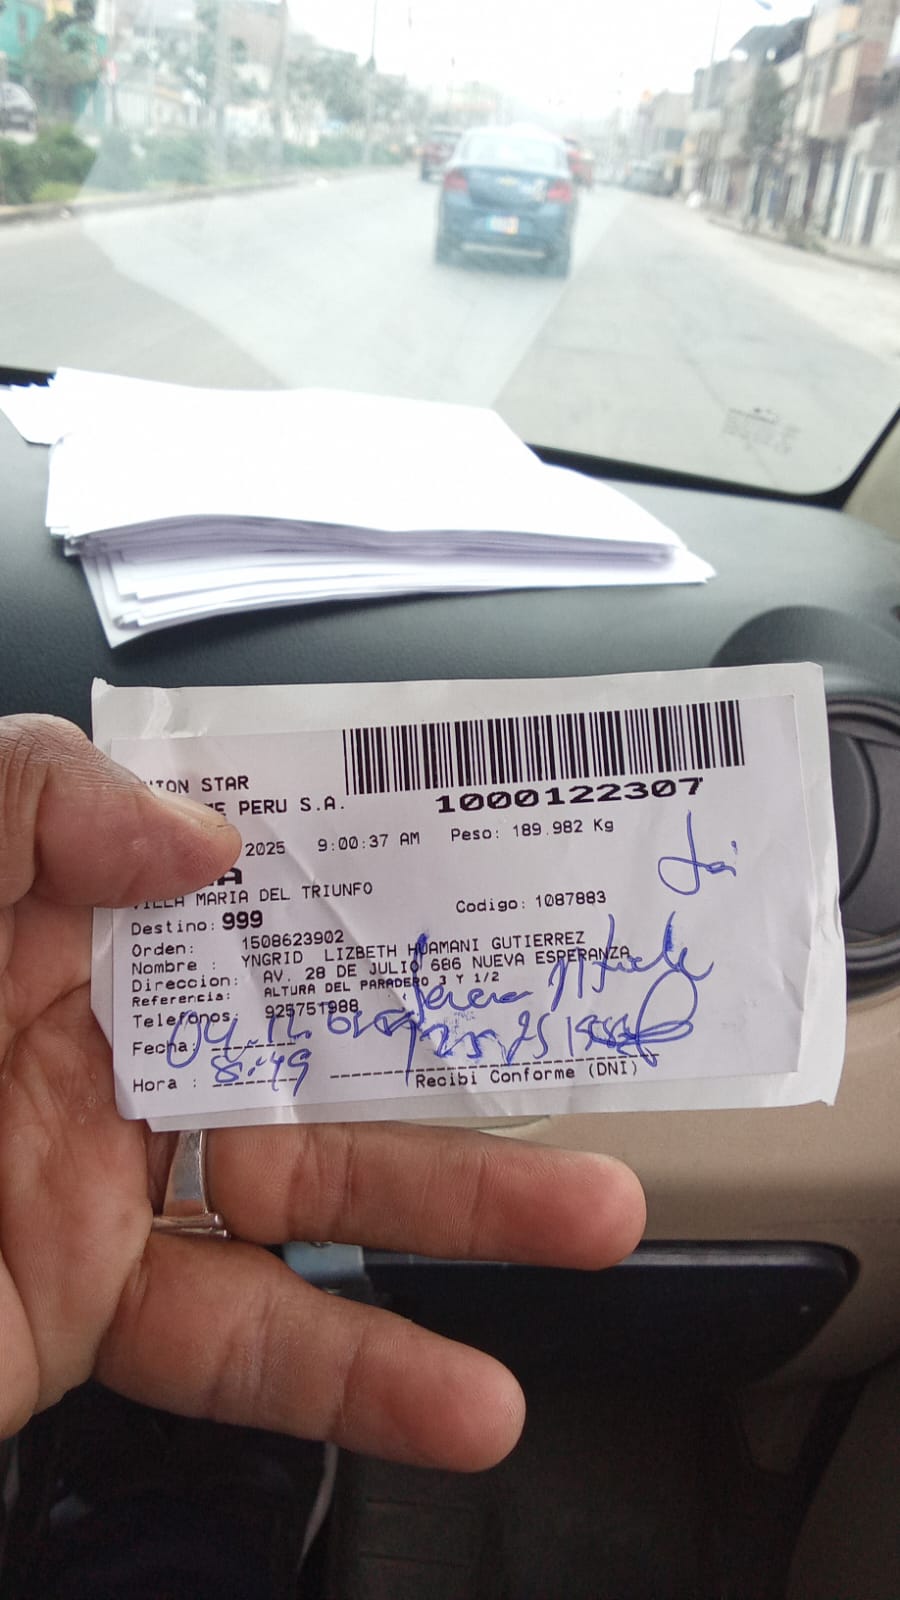 STAR
PERU S.A.
1000122307
2025 9:00:37 AM Peso: 189.982 Kg
VILLA MARIA DEL TRIUNFO
Destino: 999 Codigo: 1087883
Orden: 1508623902
Nombre : YNGRID LIZBETH HUAMANI GUTIERREZ
Direccion: AV. 28 DE JULIO 686 NUEVA ESPERANZA
Referencia: ALTURA DEL PARADERO 3 Y 1/2
Telefonos: 925751988
Fecha:
Hora : 8:49
Recibi Conforme (DNI)